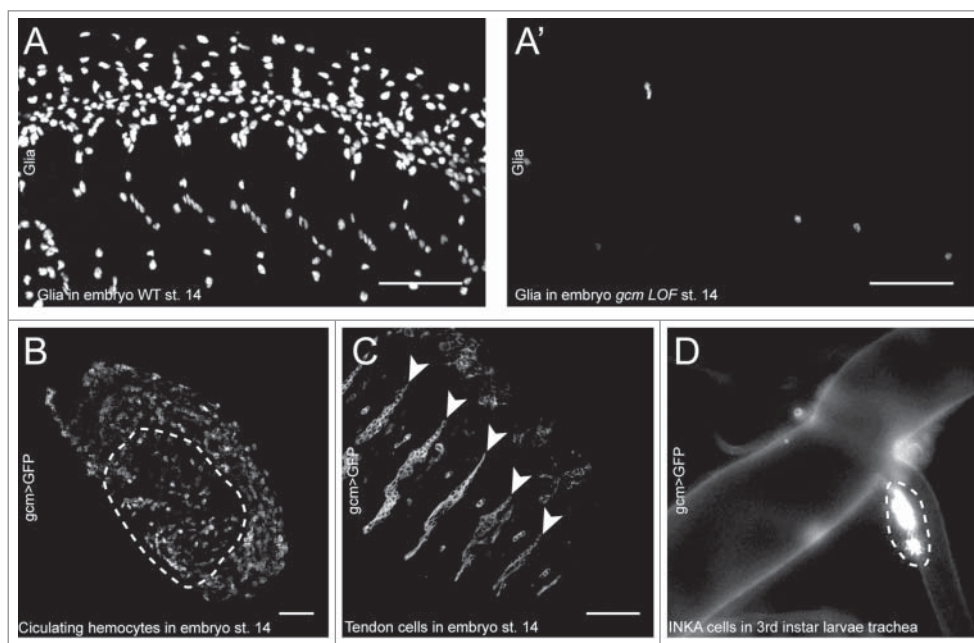 A
Glia
Glia in embryo WT st. 14
A'
Glia
Glia in embryo gcm LOF st. 14
B
gcm>GFP
Ciculating hemocytes in embryo st. 14
C
gcm>GFP
Tendon cells in embryo st. 14
D
gcm>GFP
INKA cells in 3rd instar larvae trachea